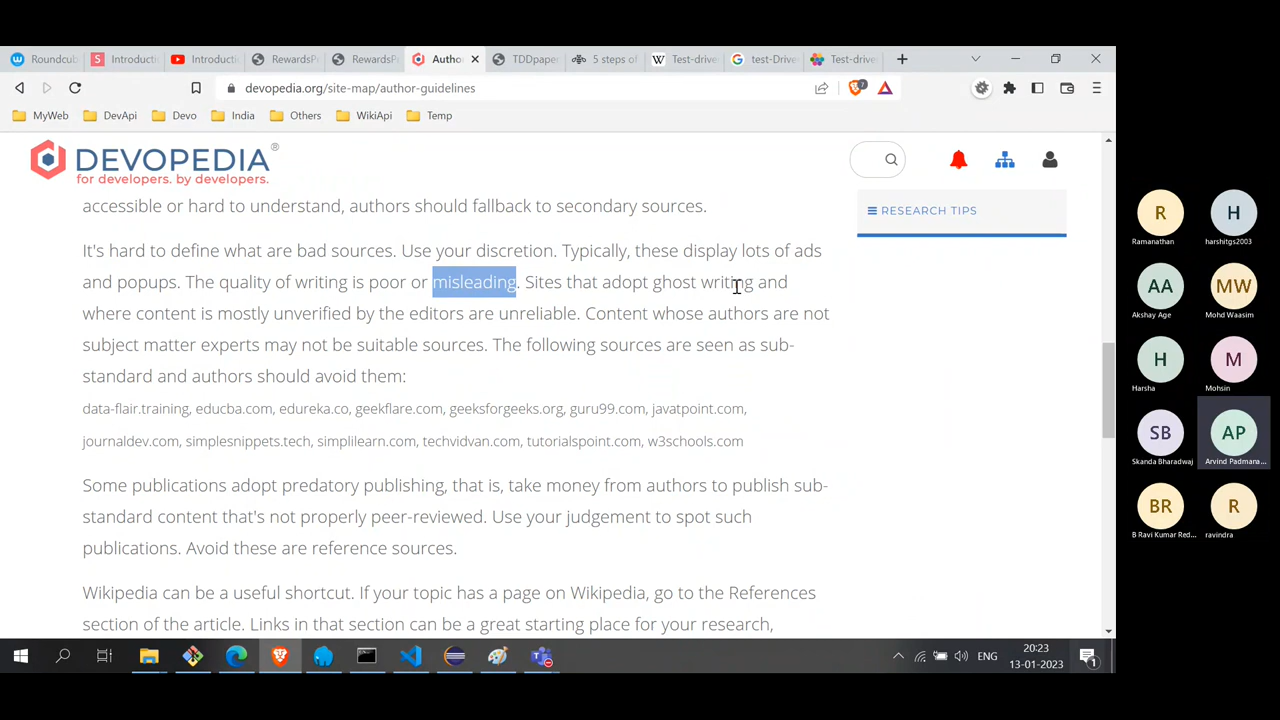 Roundcub
Introducti
Introducti
RewardsP
RewardsP
Autho
TDDpape
5 steps of
Test-drive
test-Drive
Test-drive
devopedia.org/site-map/author-guidelines
7
MyWeb
DevApi
Devo
India
Others
WikiApi
Temp
DEVOPEDIA®
for developers. by developers.
RESEARCH TIPS
accessible or hard to understand, authors should fallback to secondary sources.
It's hard to define what are bad sources. Use your discretion. Typically, these display lots of ads
and popups. The quality of writing is poor or misleading. Sites that adopt ghost writing and
where content is mostly unverified by the editors are unreliable. Content whose authors are not
subject matter experts may not be suitable sources. The following sources are seen as sub-
standard and authors should avoid them:
data-flair.training, educba.com, edureka.co, geekflare.com, geeksforgeeks.org, guru99.com, javatpoint.com,
journaldev.com, simplesnippets.tech, simplilearn.com, techvidvan.com, tutorialspoint.com, w3schools.com
Some publications adopt predatory publishing, that is, take money from authors to publish sub-
standard content that's not properly peer-reviewed. Use your judgement to spot such
publications. Avoid these are reference sources.
Wikipedia can be a useful shortcut. If your topic has a page on Wikipedia, go to the References
section of the article. Links in that section can be a great starting place for your research,
ENG
20:23
13-01-2023
1
R
Ramanathan
H
harshitgs2003
AA
Akshay Age
MW
Mohd Waasim
H
Harsha
M
Mohsin
SB
Skanda Bharadwaj
AP
Arvind Padmana...
BR
B Ravi Kumar Red...
R
ravindra